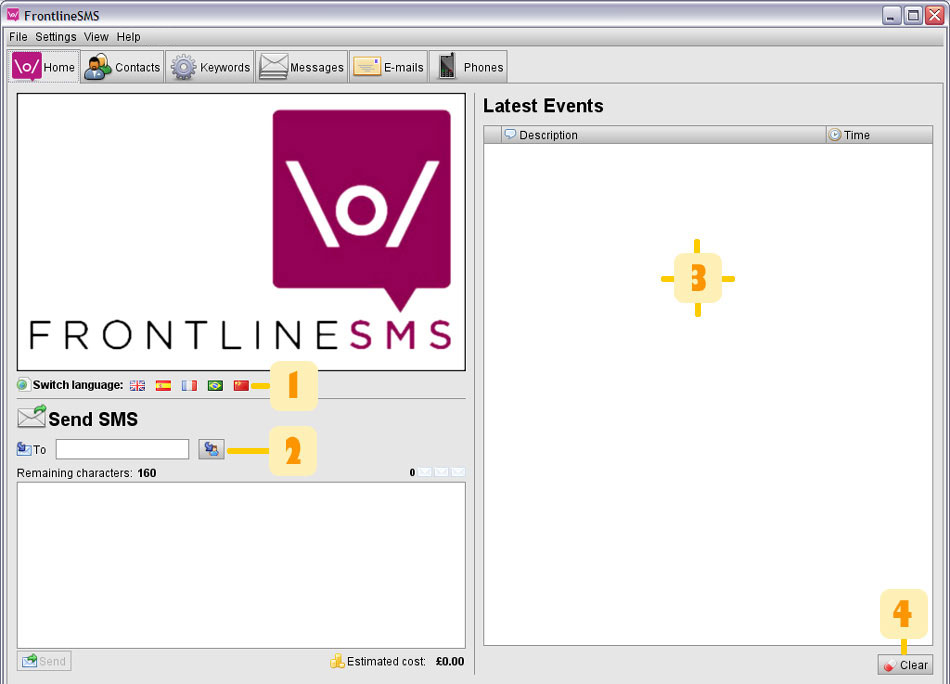 FrontlineSMS
File Settings View Help
\o/ Home Contacts Keywords Messages E-mails Phones
\o/
FRONTLINESMS
Switch language:
1
Send SMS
To
2
Remaining characters: 160
0
Send
Estimated cost: £0.00
Latest Events
Description Time
3
4
Clear